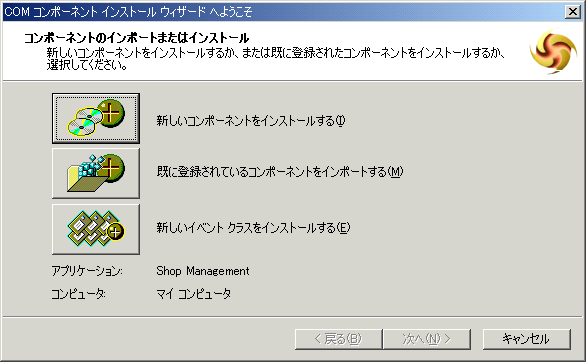 COM コンポーネント インストール ウィザード へようこそ
コンポーネントのインポートまたはインストール
新しいコンポーネントをインストールするか、または既に登録されたコンポーネントをインストールするか、
選択してください。
新しいコンポーネントをインストールする(I)
既に登録されているコンポーネントをインポートする(M)
新しいイベント クラスをインストールする(E)
アプリケーション: Shop Management
コンピュータ: マイ コンピュータ
< 戻る(B) 次へ(N) > キャンセル